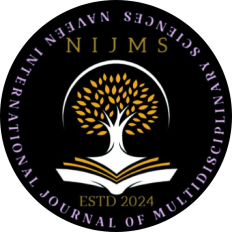 NAVEEN INTERNATIONAL JOURNAL OF MULTIDISCIPLINARY SCIENCES
NIJMS
ESTD 2024